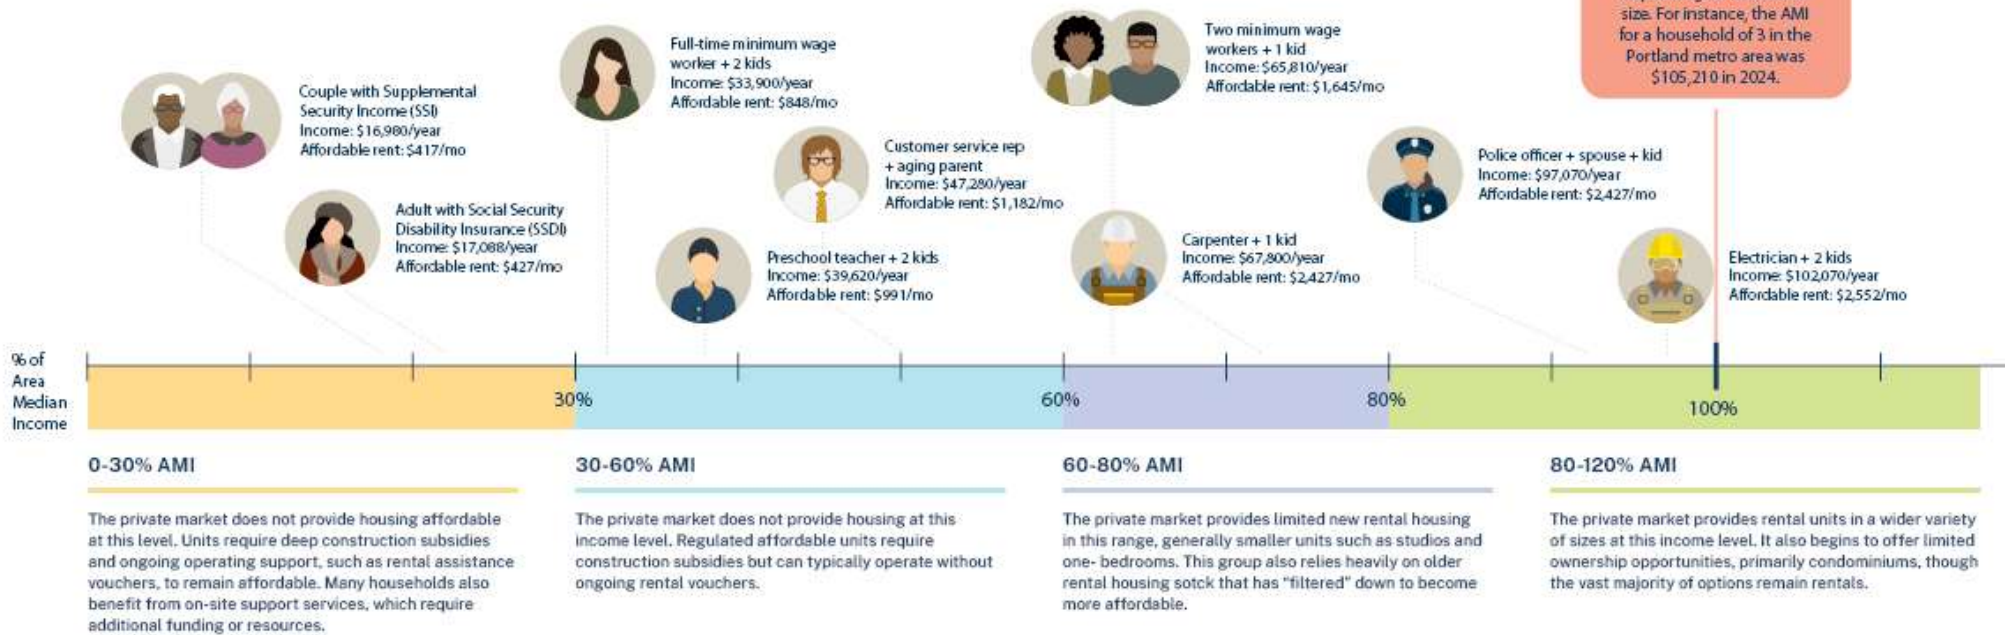 size. For instance, the AMI
for a household of 3 in the
Portland metro area was
$105,210 in 2024.
Couple with Supplemental
Security Income (SSI)
Income: $16,980/year
Affordable rent: $417/mo
Adult with Social Security
Disability Insurance (SSDI)
Income: $17,088/year
Affordable rent: $427/mo
Full-time minimum wage
worker + 2 kids
Income: $33,900/year
Affordable rent: $848/mo
Preschool teacher + 2 kids
Income: $39,620/year
Affordable rent: $991/mo
Customer service rep
+ aging parent
Income: $47,280/year
Affordable rent: $1,182/mo
Two minimum wage
workers + 1 kid
Income: $65,810/year
Affordable rent: $1,645/mo
Carpenter + 1 kid
Income: $67,800/year
Affordable rent: $2,427/mo
Police officer + spouse + kid
Income: $97,070/year
Affordable rent: $2,427/mo
Electrician + 2 kids
Income: $102,070/year
Affordable rent: $2,552/mo
% of
Area
Median
Income
30%
60%
80%
100%
0-30% AMI
The private market does not provide housing affordable
at this level. Units require deep construction subsidies
and ongoing operating support, such as rental assistance
vouchers, to remain affordable. Many households also
benefit from on-site support services, which require
additional funding or resources.
30-60% AMI
The private market does not provide housing at this
income level. Regulated affordable units require
construction subsidies but can typically operate without
ongoing rental vouchers.
60-80% AMI
The private market provides limited new rental housing
in this range, generally smaller units such as studios and
one- bedrooms. This group also relies heavily on older
rental housing sotck that has "filtered" down to become
more affordable.
80-120% AMI
The private market provides rental units in a wider variety
of sizes at this income level. It also begins to offer limited
ownership opportunities, primarily condominiums, though
the vast majority of options remain rentals.